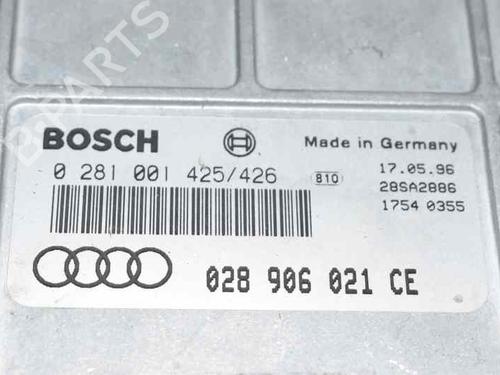 BOSCH
Made in Germany
0 281 001 425/426
810
17.05.96
28SA2886
1754 0355
028 906 021 CE